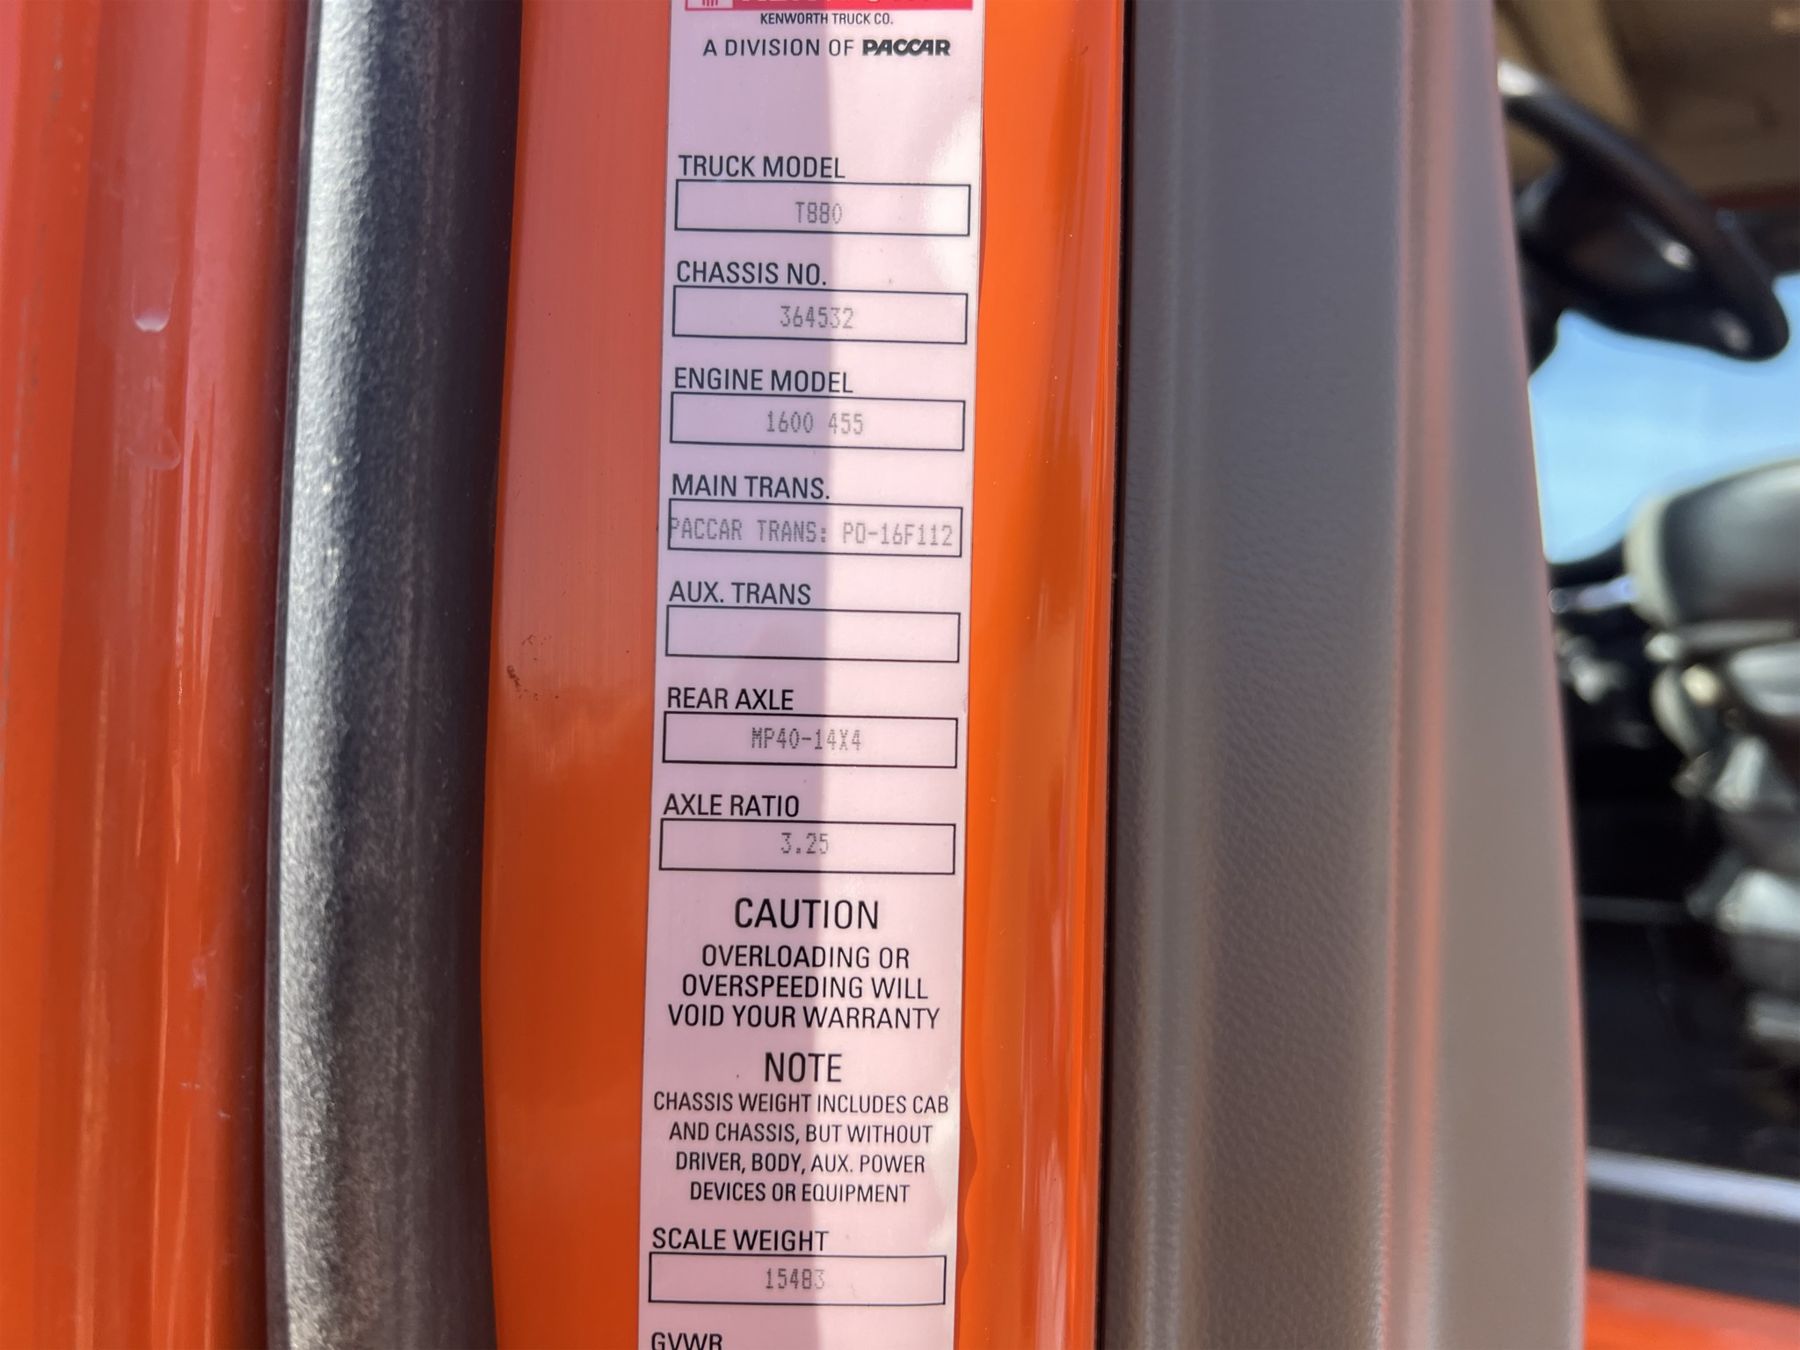 KENWORTH TRUCK CO.
A DIVISION OF PACCAR
TRUCK MODEL
T880
CHASSIS NO.
364532
ENGINE MODEL
1600 455
MAIN TRANS.
PACCAR TRANS: PO-16F112
AUX. TRANS
REAR AXLE
MP40-14X4
AXLE RATIO
3.25
CAUTION
OVERLOADING OR
OVERSPEEDING WILL
VOID YOUR WARRANTY
NOTE
CHASSIS WEIGHT INCLUDES CAB
AND CHASSIS, BUT WITHOUT
DRIVER, BODY, AUX. POWER
DEVICES OR EQUIPMENT
SCALE WEIGHT
15483
GVWR